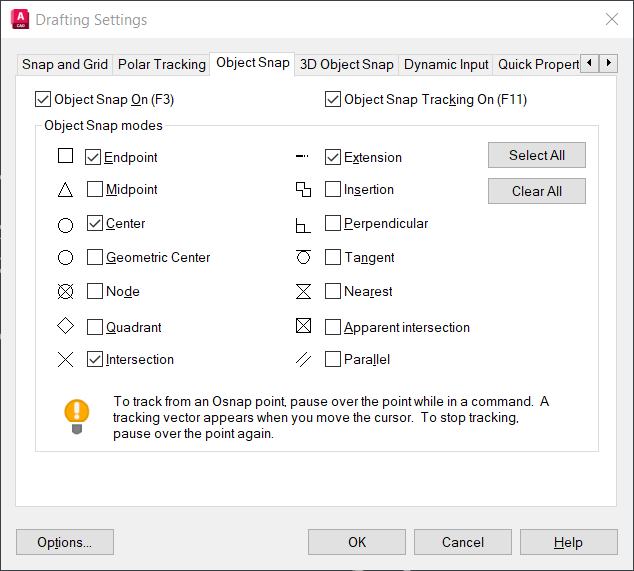 A
CAD
Drafting Settings
Snap and Grid Polar Tracking Object Snap 3D Object Snap Dynamic Input Quick Propert
Object Snap On (F3) Object Snap Tracking On (F11)
Object Snap modes
Endpoint Extension Select All
Midpoint Insertion Clear All
Center Perpendicular
Geometric Center Tangent
Node Nearest
Quadrant Apparent intersection
Intersection Parallel
To track from an Osnap point, pause over the point while in a command. A
tracking vector appears when you move the cursor. To stop tracking,
pause over the point again.
Options... OK Cancel Help